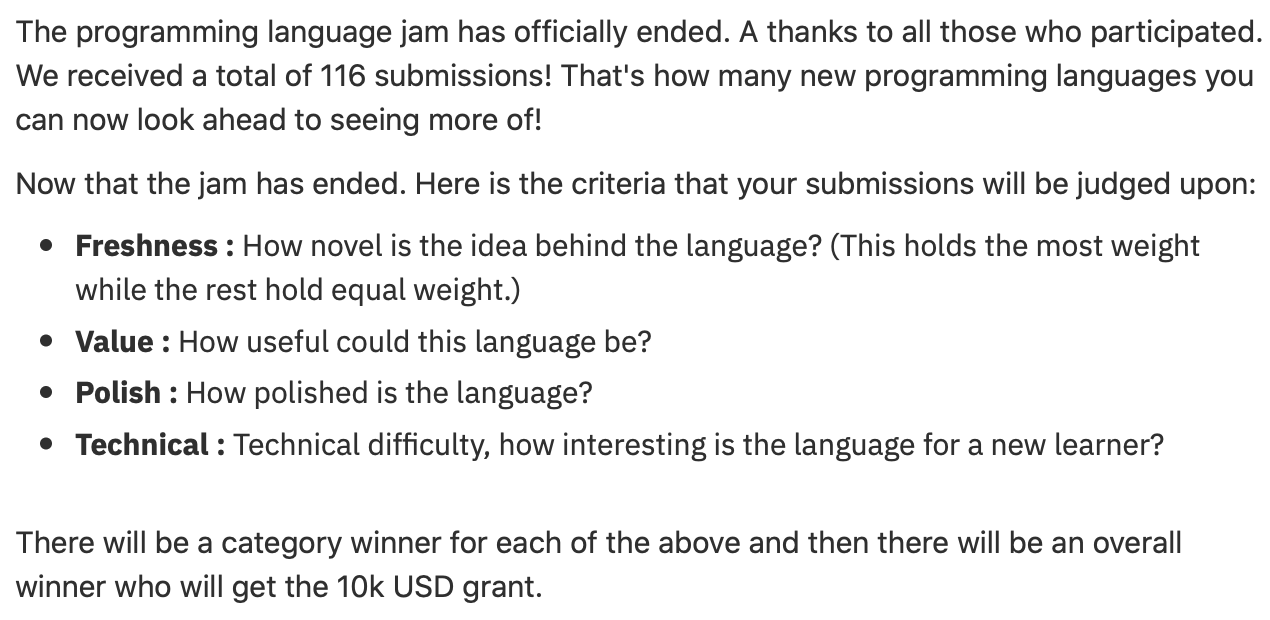 The programming language jam has officially ended. A thanks to all those who participated.
We received a total of 116 submissions! That's how many new programming languages you
can now look ahead to seeing more of!
Now that the jam has ended. Here is the criteria that your submissions will be judged upon:
• Freshness : How novel is the idea behind the language? (This holds the most weight
while the rest hold equal weight.)
• Value : How useful could this language be?
• Polish : How polished is the language?
• Technical : Technical difficulty, how interesting is the language for a new learner?
There will be a category winner for each of the above and then there will be an overall
winner who will get the 10k USD grant.